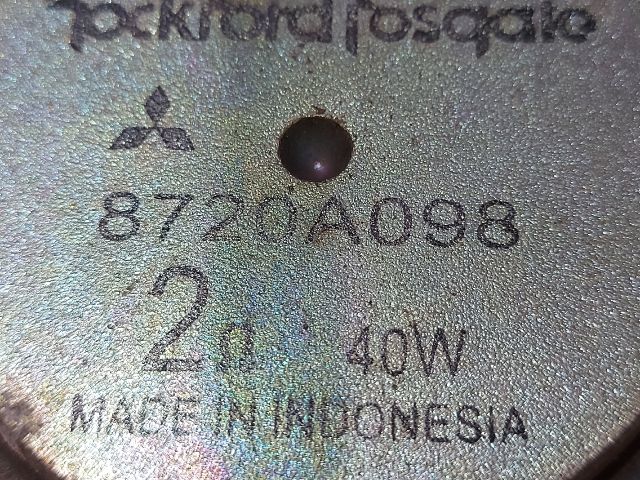 Rockford Fosgate
8720A098
2Ω 40W
MADE IN INDONESIA